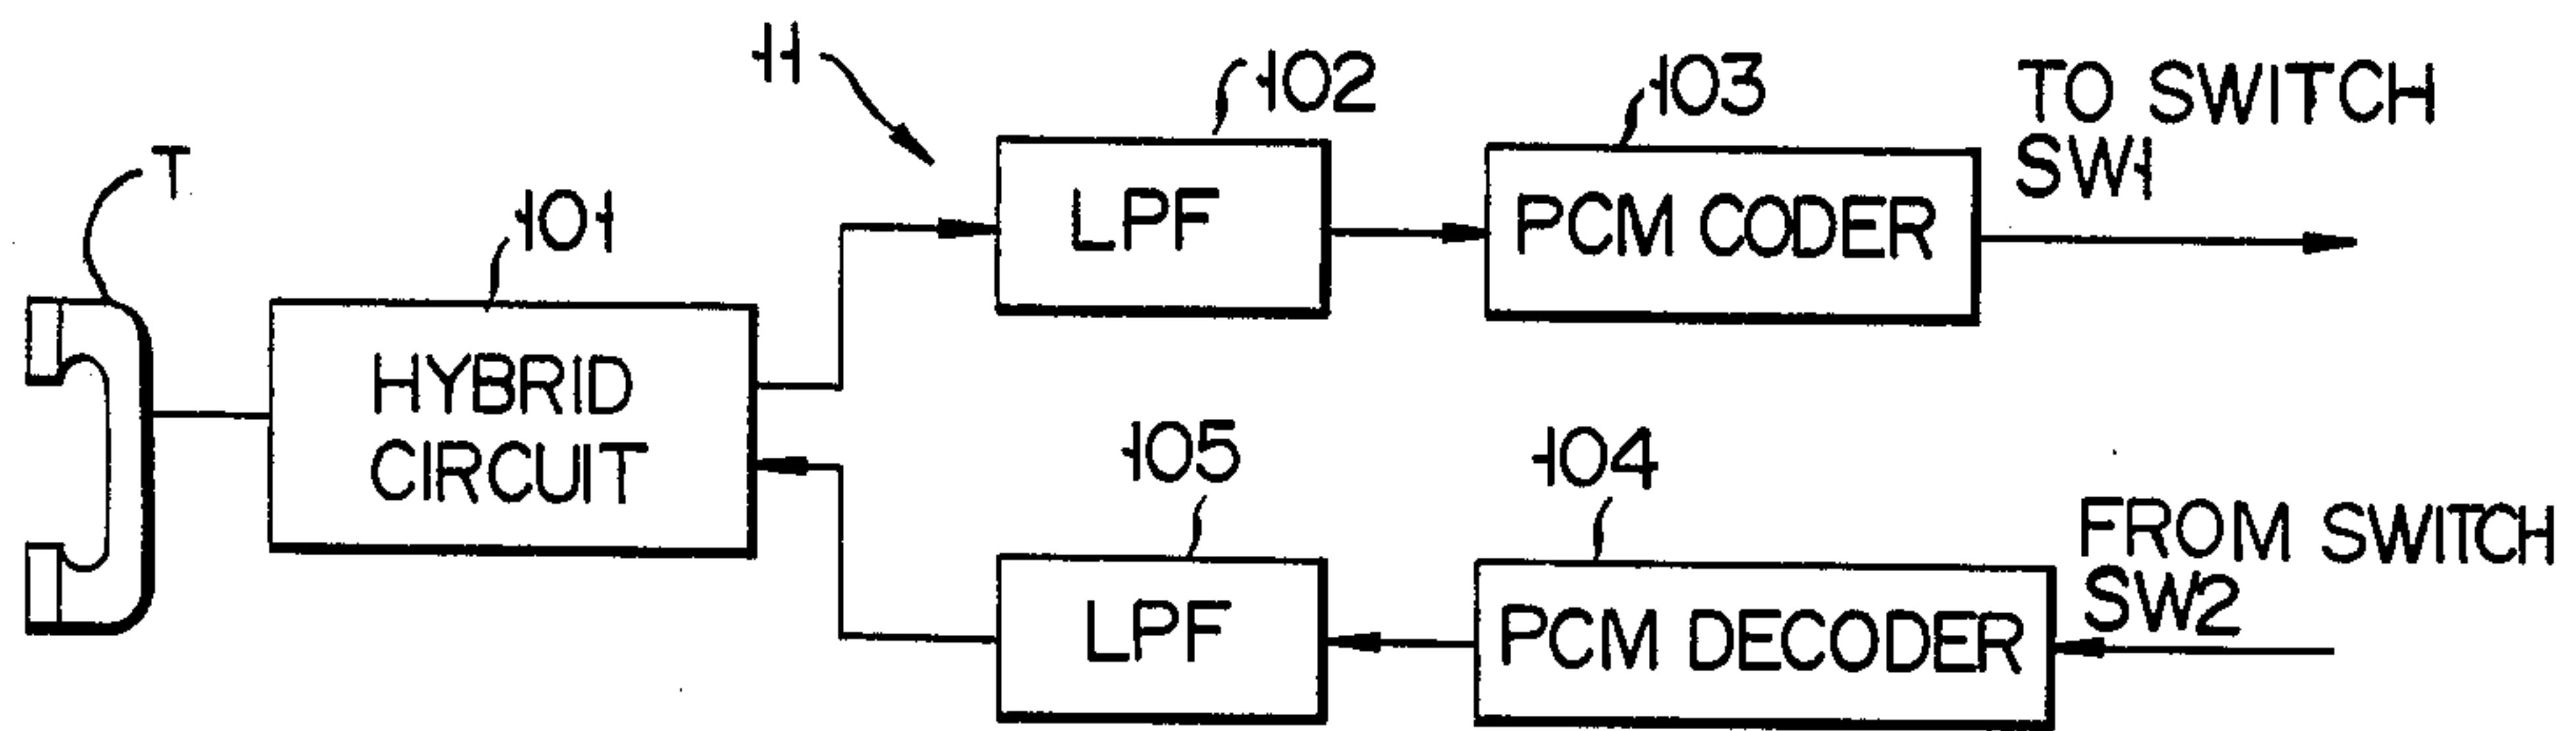 11
102
103
TO SWITCH
SW1
T
101
LPF
PCM CODER
HYBRID
CIRCUIT
105
104
FROM SWITCH
SW2
LPF
PCM DECODER